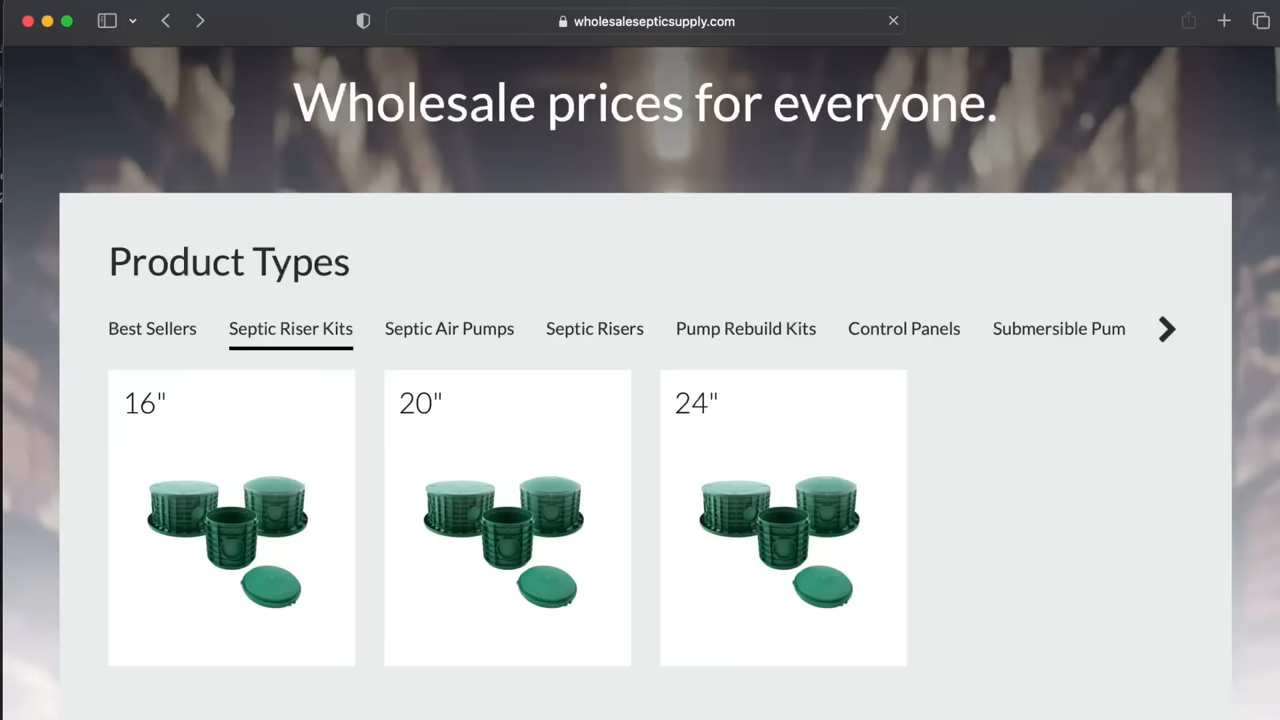 wholesalesepticsupply.com
Wholesale prices for everyone.
Product Types
Best Sellers Septic Riser Kits Septic Air Pumps Septic Risers Pump Rebuild Kits Control Panels Submersible Pum
16" 20" 24"